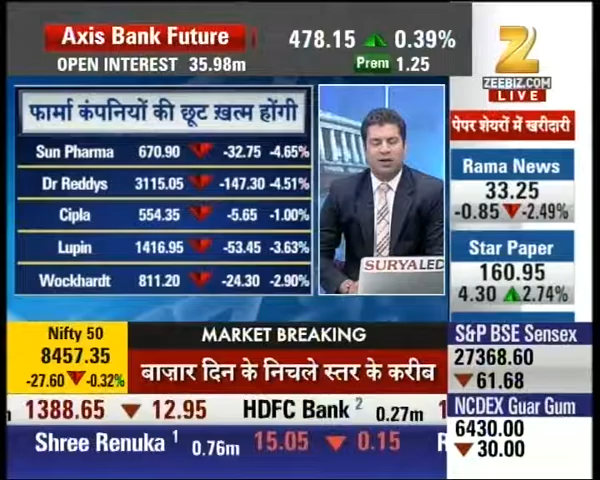 Axis Bank Future
478.15 0.39%
OPEN INTEREST 35.98m
Prem 1.25
Z
ZEEBIZ.COM
LIVE
फार्मा कंपनियों की छूट ख़त्म होंगी
Sun Pharma 670.90 -32.75 -4.65%
Dr Reddys 3115.05 -147.30 -4.51%
Cipla 554.35 -5.65 -1.00%
Lupin 1416.95 -53.45 -3.63%
Wockhardt 811.20 -24.30 -2.90%
SURYALED
पेपर शेयरों में खरीदारी
Rama News
33.25
-0.85 -2.49%
Star Paper
160.95
4.30 2.74%
Nifty 50
8457.35
-27.60 -0.32%
MARKET BREAKING
बाज़ार दिन के निचले स्तर के करीब
S&P BSE Sensex
27368.60
61.68
NCDEX Guar Gum
6430.00
30.00
1388.65 12.95 HDFC Bank 2 0.27m 1
Shree Renuka 1 0.76m 15.05 0.15 R